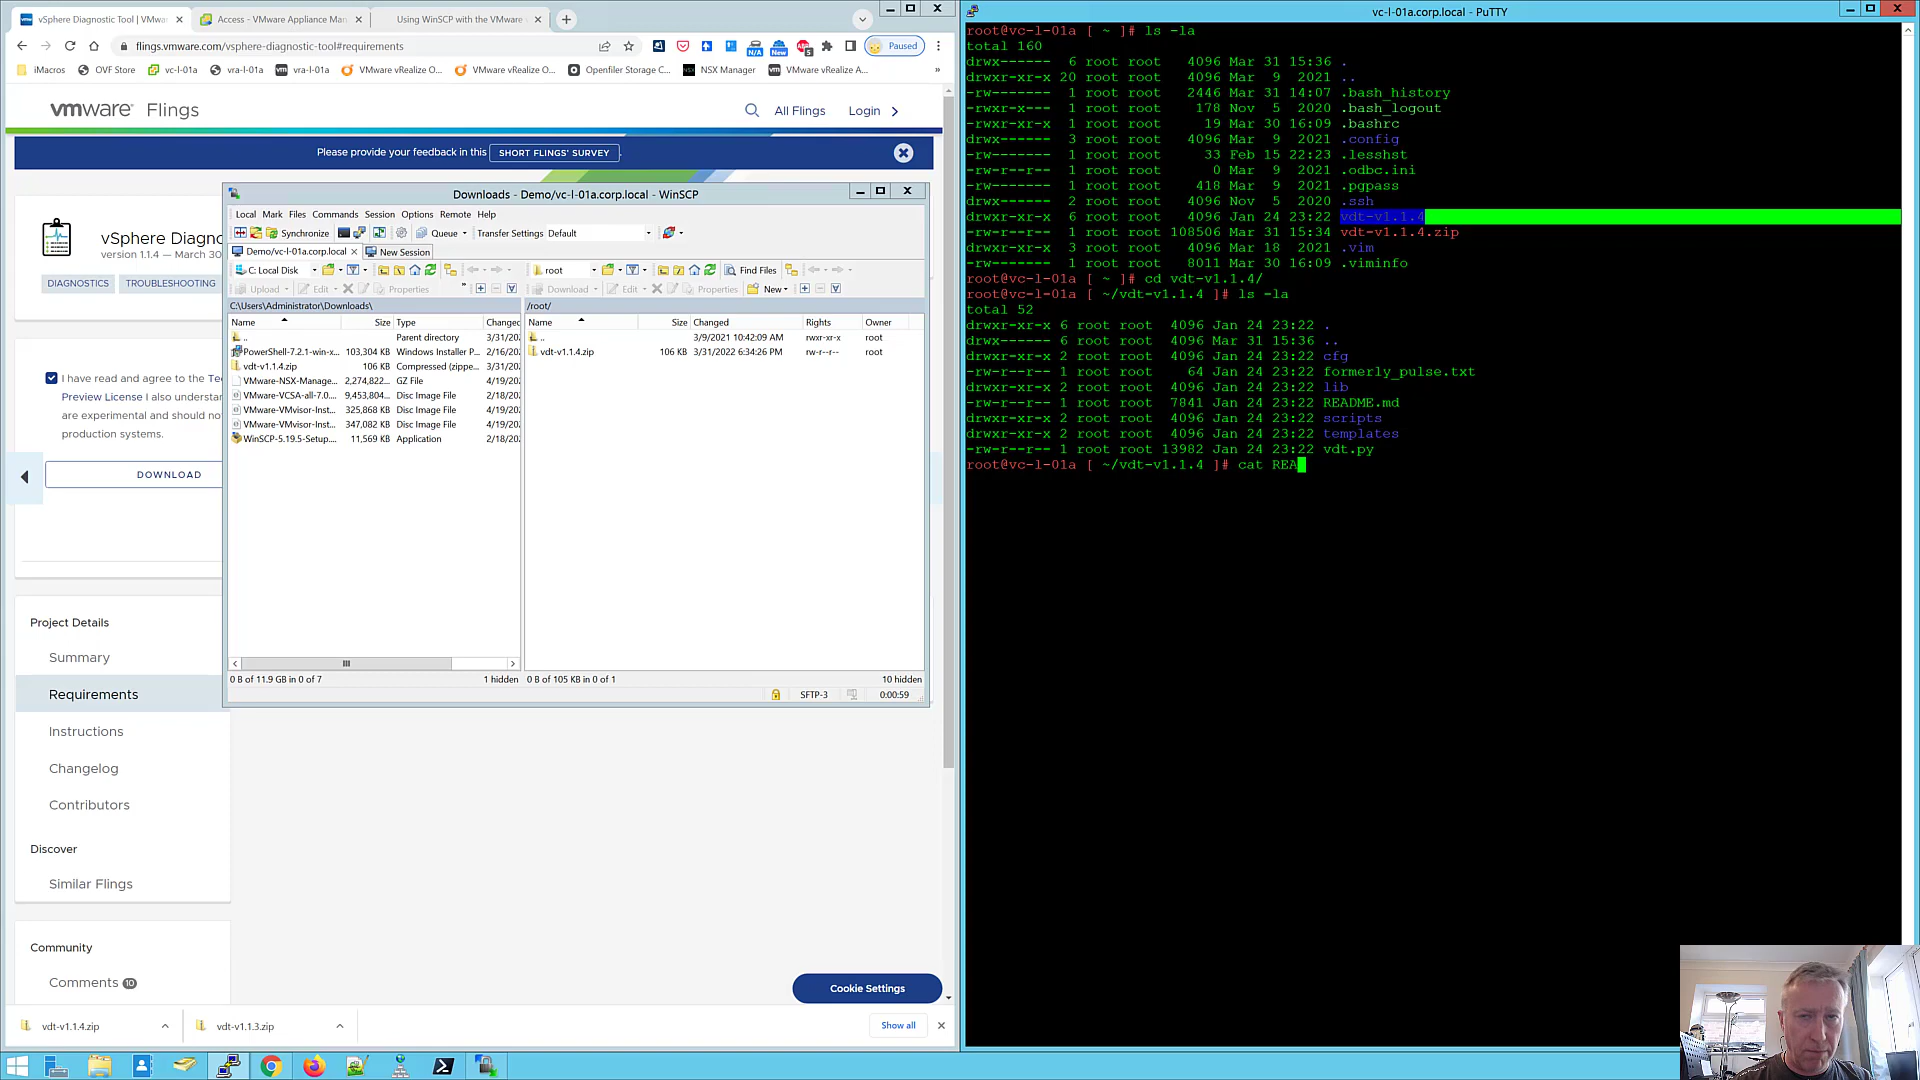 vSphere Diagnostic Tool | VMwa
Access - VMware Appliance Man
Using WinSCP with the VMware v
flings.vmware.com/vsphere-diagnostic-tool#requirements
Paused
iMacros
OVF Store
vc-l-01a
vra-l-01a
vra-l-01a
VMware vRealize O...
VMware vRealize O...
Openfiler Storage C...
NSX Manager
VMware vRealize A...
»
vmware Flings
All Flings
Login
Please provide your feedback in this
SHORT FLINGS' SURVEY
vSphere Diagno
version 1.1.4 — March 30
DIAGNOSTICS
TROUBLESHOOTING
I have read and agree to the Te
Preview License I also understan
are experimental and should no
production systems.
DOWNLOAD
Project Details
Summary
Requirements
Instructions
Changelog
Contributors
Discover
Similar Flings
Community
Comments 10
Cookie Settings
vdt-v1.1.4.zip
vdt-v1.1.3.zip
Show all
Downloads - Demo/vc-l-01a.corp.local - WinSCP
Local Mark Files Commands Session Options Remote Help
Synchronize
Queue
Transfer Settings Default
Demo/vc-l-01a.corp.local
New Session
C: Local Disk
root
Find Files
Upload
Edit
Properties
Download
Edit
Properties
New
C:\Users\Administrator\Downloads\
/root/
Name Size Type Changed
.. Parent directory
PowerShell-7.2.1-win-x... 103,304 KB Windows Installer P... 2/16/20
vdt-v1.1.4.zip 106 KB Compressed (zippe... 3/31/20
VMware-NSX-Manage... 2,274,822... GZ File 4/19/20
VMware-VCSA-all-7.0... 9,453,804... Disc Image File 2/18/20
VMware-VMvisor-Inst... 325,868 KB Disc Image File 4/19/20
VMware-VMvisor-Inst... 347,082 KB Disc Image File 4/19/20
WinSCP-5.19.5-Setup.... 11,569 KB Application 2/18/20
Name Size Changed Rights Owner
.. 3/9/2021 10:42:09 AM rwxr-xr-x root
vdt-v1.1.4.zip 106 KB 3/31/2022 6:34:26 PM rw-r--r-- root
0 B of 11.9 GB in 0 of 7
1 hidden
0 B of 105 KB in 0 of 1
10 hidden
SFTP-3
0:00:59
vc-l-01a.corp.local - PuTTY
root@vc-l-01a [ ~ ]# ls -la
total 160
drwx------ 6 root root 4096 Mar 31 15:36 .
drwxr-xr-x 20 root root 4096 Mar 9 2021 ..
-rw------- 1 root root 2446 Mar 31 14:07 .bash_history
-rwxr-xr-x 1 root root 178 Nov 5 2020 .bash_logout
-rwxr-xr-x 1 root root 19 Mar 30 16:09 .bashrc
drwx------ 3 root root 4096 Mar 9 2021 .config
-rw------- 1 root root 33 Feb 15 22:23 .lesshst
-rw-r--r-- 1 root root 0 Mar 9 2021 .odbc.ini
-rw------- 1 root root 418 Mar 9 2021 .pgpass
drwx------ 2 root root 4096 Nov 5 2020 .ssh
drwxr-xr-x 6 root root 4096 Jan 24 23:22 vdt-v1.1.4
-rw-r--r-- 1 root root 108506 Mar 31 15:34 vdt-v1.1.4.zip
drwxr-xr-x 3 root root 4096 Mar 18 2021 .vim
-rw------- 1 root root 8011 Mar 30 16:09 .viminfo
root@vc-l-01a [ ~ ]# cd vdt-v1.1.4/
root@vc-l-01a [ ~/vdt-v1.1.4 ]# ls -la
total 52
drwxr-xr-x 6 root root 4096 Jan 24 23:22 .
drwx------ 6 root root 4096 Mar 31 15:36 ..
drwxr-xr-x 2 root root 4096 Jan 24 23:22 cfg
-rw-r--r-- 1 root root 64 Jan 24 23:22 formerly_pulse.txt
drwxr-xr-x 2 root root 4096 Jan 24 23:22 lib
-rw-r--r-- 1 root root 7841 Jan 24 23:22 README.md
drwxr-xr-x 2 root root 4096 Jan 24 23:22 scripts
drwxr-xr-x 2 root root 4096 Jan 24 23:22 templates
-rw-r--r-- 1 root root 13982 Jan 24 23:22 vdt.py
root@vc-l-01a [ ~/vdt-v1.1.4 ]# cat REA